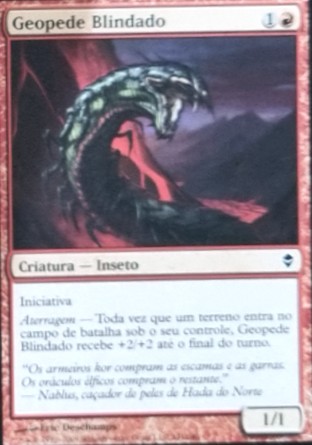 Geopede Blindado
1
Criatura — Inseto
Iniciativa
Aterragem — Toda vez que um terreno entra no
campo de batalha sob o seu controle, Geopede
Blindado recebe +2/+2 até o final do turno.
"Os armeiros kor compram as escamas e as garras.
Os oráculos élficos compram o restante."
— Nablus, caçador de peles de Hada do Norte
Eric Deschamps
1/1